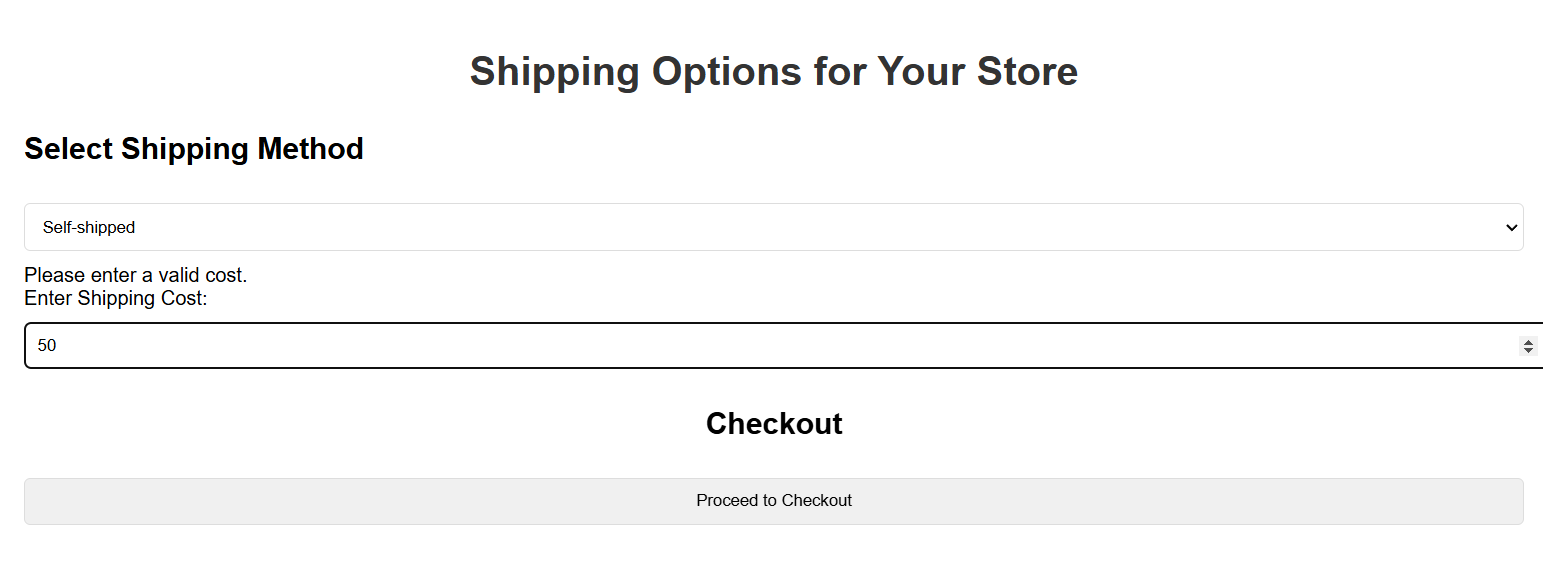 Shipping Options for Your Store
Select Shipping Method
Self-shipped
Please enter a valid cost.
Enter Shipping Cost:
50
Checkout
Proceed to Checkout